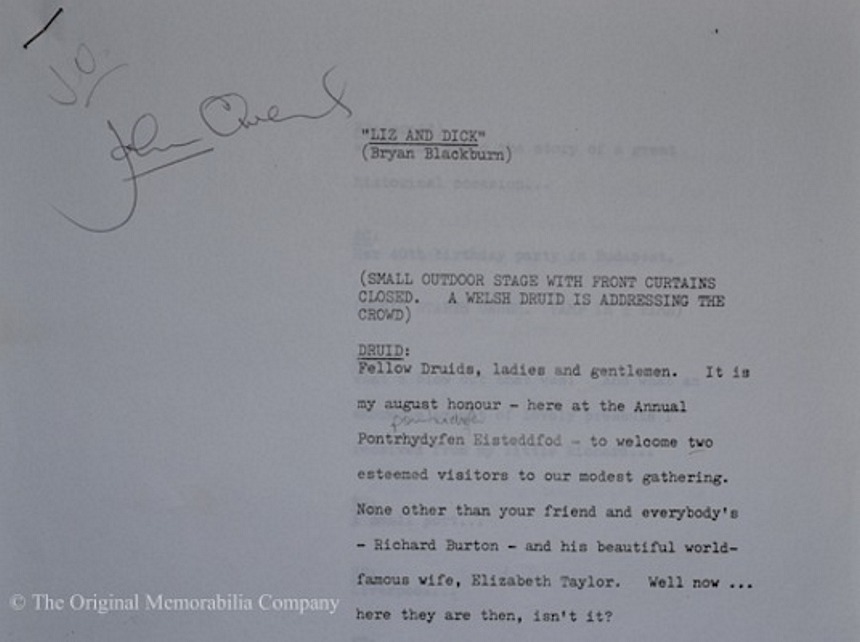 JO.
John
"LIZ AND DICK"
(Bryan Blackburn)
(SMALL OUTDOOR STAGE WITH FRONT CURTAINS
CLOSED. A WELSH DRUID IS ADDRESSING THE
CROWD)
DRUID:
Fellow Druids, ladies and gentlemen. It is
my august honour - here at the Annual
Pontrhydyfen Eisteddfod - to welcome two
esteemed visitors to our modest gathering.
None other than your friend and everybody's
- Richard Burton - and his beautiful world-
famous wife, Elizabeth Taylor. Well now ...
here they are then, isn't it?
© The Original Memorabilia Company